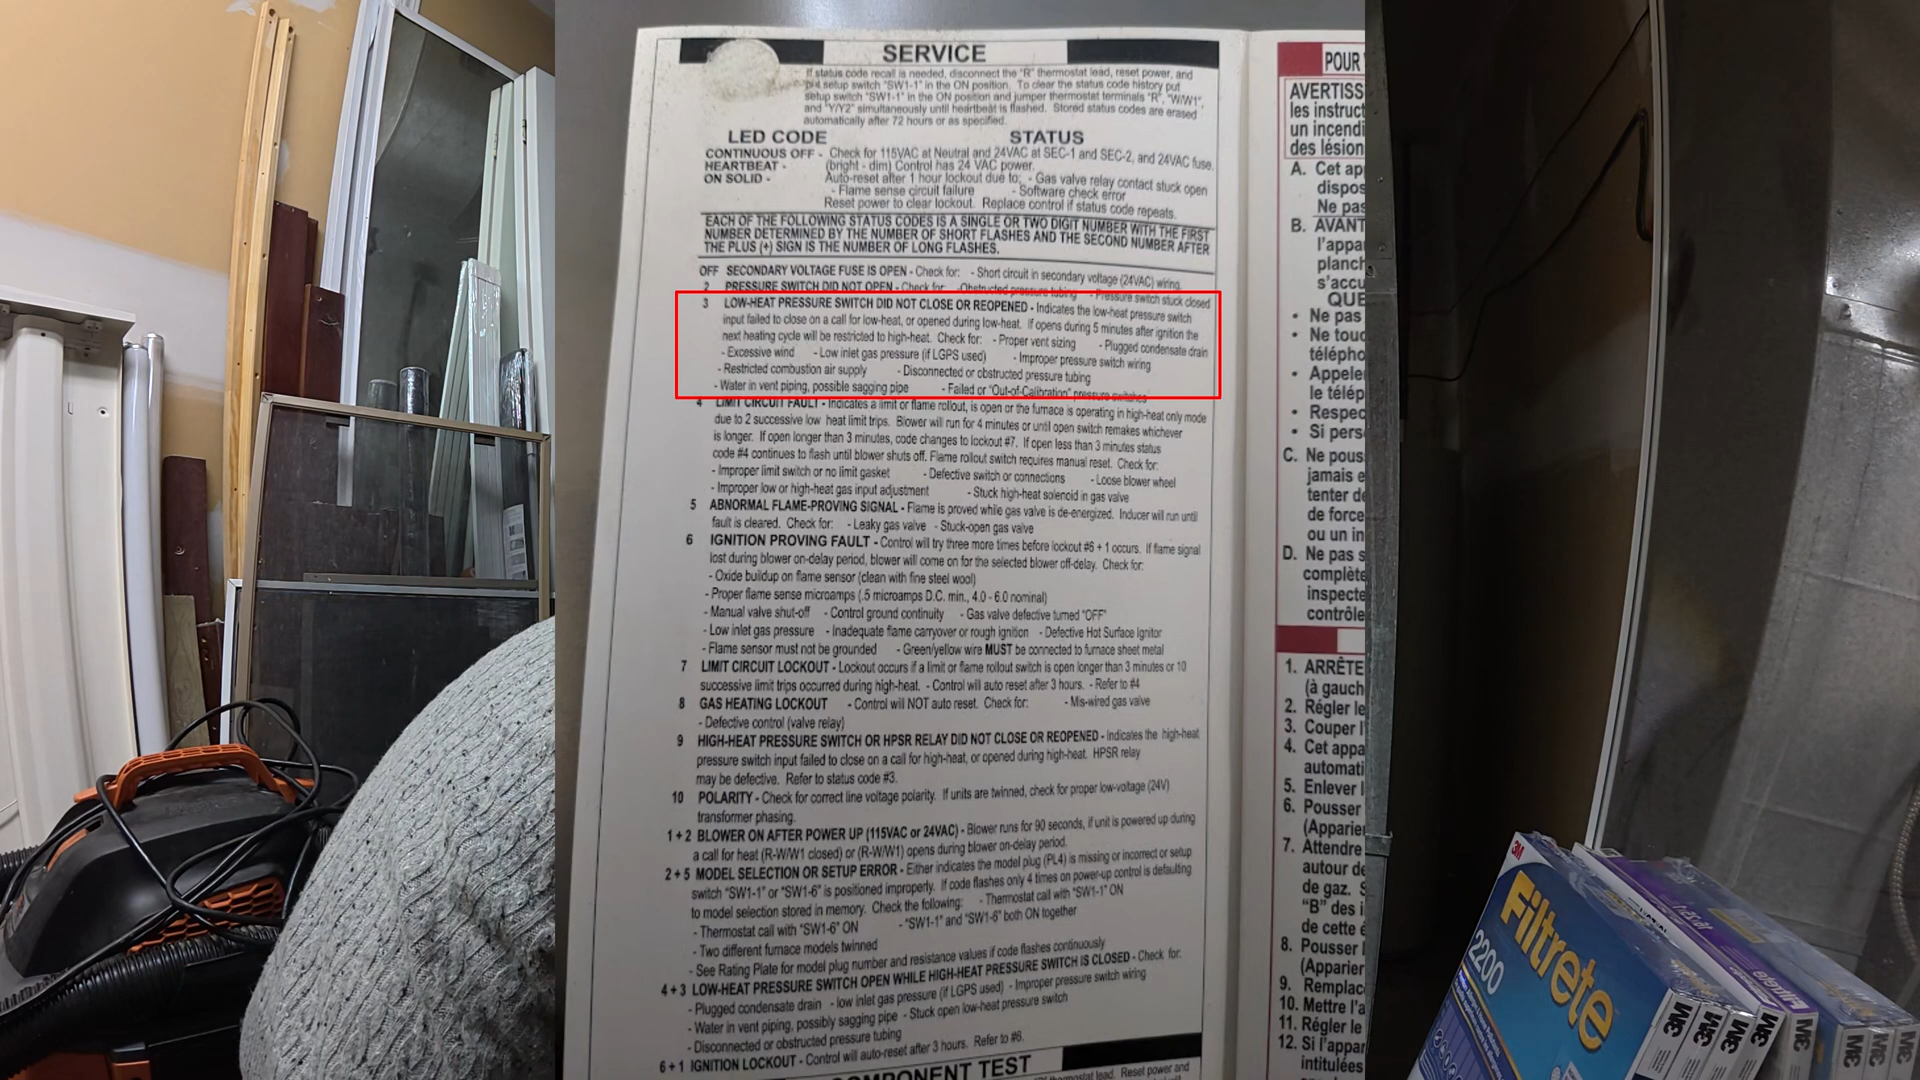 SERVICE
If status code recall is needed, disconnect the "R" thermostat lead, reset power, and
put setup switch "SW1-1" in the ON position. To clear the status code history put
setup switch "SW1-1" in the ON position and jumper thermostat terminals "R", "W/W1",
and "Y/Y2" simultaneously until heartbeat is flashed. Stored status codes are erased
automatically after 72 hours or as specified.
LED CODE STATUS
CONTINUOUS OFF - Check for 115VAC at Neutral and 24VAC at SEC-1 and SEC-2, and 24VAC fuse.
HEARTBEAT - (bright - dim) Control has 24 VAC power.
ON SOLID - Auto-reset after 1 hour lockout due to; - Gas valve relay contact stuck open
- Flame sense circuit failure - Software check error
Reset power to clear lockout. Replace control if status code repeats.
EACH OF THE FOLLOWING STATUS CODES IS A SINGLE OR TWO DIGIT NUMBER WITH THE FIRST
NUMBER DETERMINED BY THE NUMBER OF SHORT FLASHES AND THE SECOND NUMBER AFTER
THE PLUS (+) SIGN IS THE NUMBER OF LONG FLASHES.
OFF SECONDARY VOLTAGE FUSE IS OPEN - Check for: - Short circuit in secondary voltage (24VAC) wiring.
2 PRESSURE SWITCH DID NOT OPEN - Check for: -Obstructed pressure tubing - Pressure switch stuck closed
3 LOW-HEAT PRESSURE SWITCH DID NOT CLOSE OR REOPENED - Indicates the low-heat pressure switch
input failed to close on a call for low-heat, or opened during low-heat. If opens during 5 minutes after ignition the
next heating cycle will be restricted to high-heat. Check for: - Proper vent sizing - Plugged condensate drain
- Excessive wind - Low inlet gas pressure (if LGPS used) - Improper pressure switch wiring
- Restricted combustion air supply - Disconnected or obstructed pressure tubing
- Water in vent piping, possible sagging pipe - Failed or "Out-of-Calibration" pressure switches
4 LIMIT CIRCUIT FAULT - Indicates a limit or flame rollout, is open or the furnace is operating in high-heat only mode
due to 2 successive low heat limit trips. Blower will run for 4 minutes or until open switch remakes whichever
is longer. If open longer than 3 minutes, code changes to lockout #7. If open less than 3 minutes status
code #4 continues to flash until blower shuts off. Flame rollout switch requires manual reset. Check for:
- Improper limit switch or no limit gasket - Defective switch or connections - Loose blower wheel
- Improper low or high-heat gas input adjustment - Stuck high-heat solenoid in gas valve
5 ABNORMAL FLAME-PROVING SIGNAL - Flame is proved while gas valve is de-energized. Inducer will run until
fault is cleared. Check for: - Leaky gas valve - Stuck-open gas valve
6 IGNITION PROVING FAULT - Control will try three more times before lockout #6 + 1 occurs. If flame signal
lost during blower on-delay period, blower will come on for the selected blower off-delay. Check for:
- Oxide buildup on flame sensor (clean with fine steel wool)
- Proper flame sense microamps (.5 microamps D.C. min., 4.0 - 6.0 nominal)
- Manual valve shut-off - Control ground continuity - Gas valve defective turned "OFF"
- Low inlet gas pressure - Inadequate flame carryover or rough ignition - Defective Hot Surface Ignitor
- Flame sensor must not be grounded - Green/yellow wire MUST be connected to furnace sheet metal
7 LIMIT CIRCUIT LOCKOUT - Lockout occurs if a limit or flame rollout switch is open longer than 3 minutes or 10
successive limit trips occurred during high-heat. - Control will auto reset after 3 hours. - Refer to #4
8 GAS HEATING LOCKOUT - Control will NOT auto reset. Check for: - Mis-wired gas valve
- Defective control (valve relay)
9 HIGH-HEAT PRESSURE SWITCH OR HPSR RELAY DID NOT CLOSE OR REOPENED - Indicates the high-heat
pressure switch input failed to close on a call for high-heat, or opened during high-heat. HPSR relay
may be defective. Refer to status code #3.
10 POLARITY - Check for correct line voltage polarity. If units are twinned, check for proper low-voltage (24V)
transformer phasing.
1 + 2 BLOWER ON AFTER POWER UP (115VAC or 24VAC) - Blower runs for 90 seconds, if unit is powered up during
a call for heat (R-W/W1 closed) or (R-W/W1) opens during blower on-delay period.
2 + 5 MODEL SELECTION OR SETUP ERROR - Either indicates the model plug (PL4) is missing or incorrect or setup
switch "SW1-1" or "SW1-6" is positioned improperly. If code flashes only 4 times on power-up control is defaulting
to model selection stored in memory. Check the following: - Thermostat call with "SW1-1" ON
- Thermostat call with "SW1-6" ON - "SW1-1" and "SW1-6" both ON together
- Two different furnace models twinned
- See Rating Plate for model plug number and resistance values if code flashes continuously
4 + 3 LOW-HEAT PRESSURE SWITCH OPEN WHILE HIGH-HEAT PRESSURE SWITCH IS CLOSED - Check for:
- Plugged condensate drain - low inlet gas pressure (if LGPS used) - Improper pressure switch wiring
- Water in vent piping, possibly sagging pipe - Stuck open low-heat pressure switch
- Disconnected or obstructed pressure tubing
6 + 1 IGNITION LOCKOUT - Control will auto-reset after 3 hours. Refer to #6.
COMPONENT TEST
thermostat lead. Reset power and
POUR
AVERTISS
les instruct
un incendi
des lésion
A. Cet ap
dispos
Ne pas
B. AVANT
l'appar
planch
s'accu
QUE
• Ne pas
• Ne touc
télépho
• Appele
le télép
• Respec
• Si pers
C. Ne pous
jamais e
tenter de
de force
ou un in
D. Ne pas s
complète
inspecte
contrôle
1. ARRÊTE
(à gauch
2. Régler le
3. Couper l'
4. Cet appa
automati
5. Enlever l
6. Pousser
(Apparier
7. Attendre
autour de
de gaz. S
"B" des i
de cette é
8. Pousser l
(Apparier
9. Remplac
10. Mettre l'a
11. Régler le
12. Si l'appar
intitulées
3M
Filtrete
2200
3M
3M
3M
3M
3M
3M
3M
3M